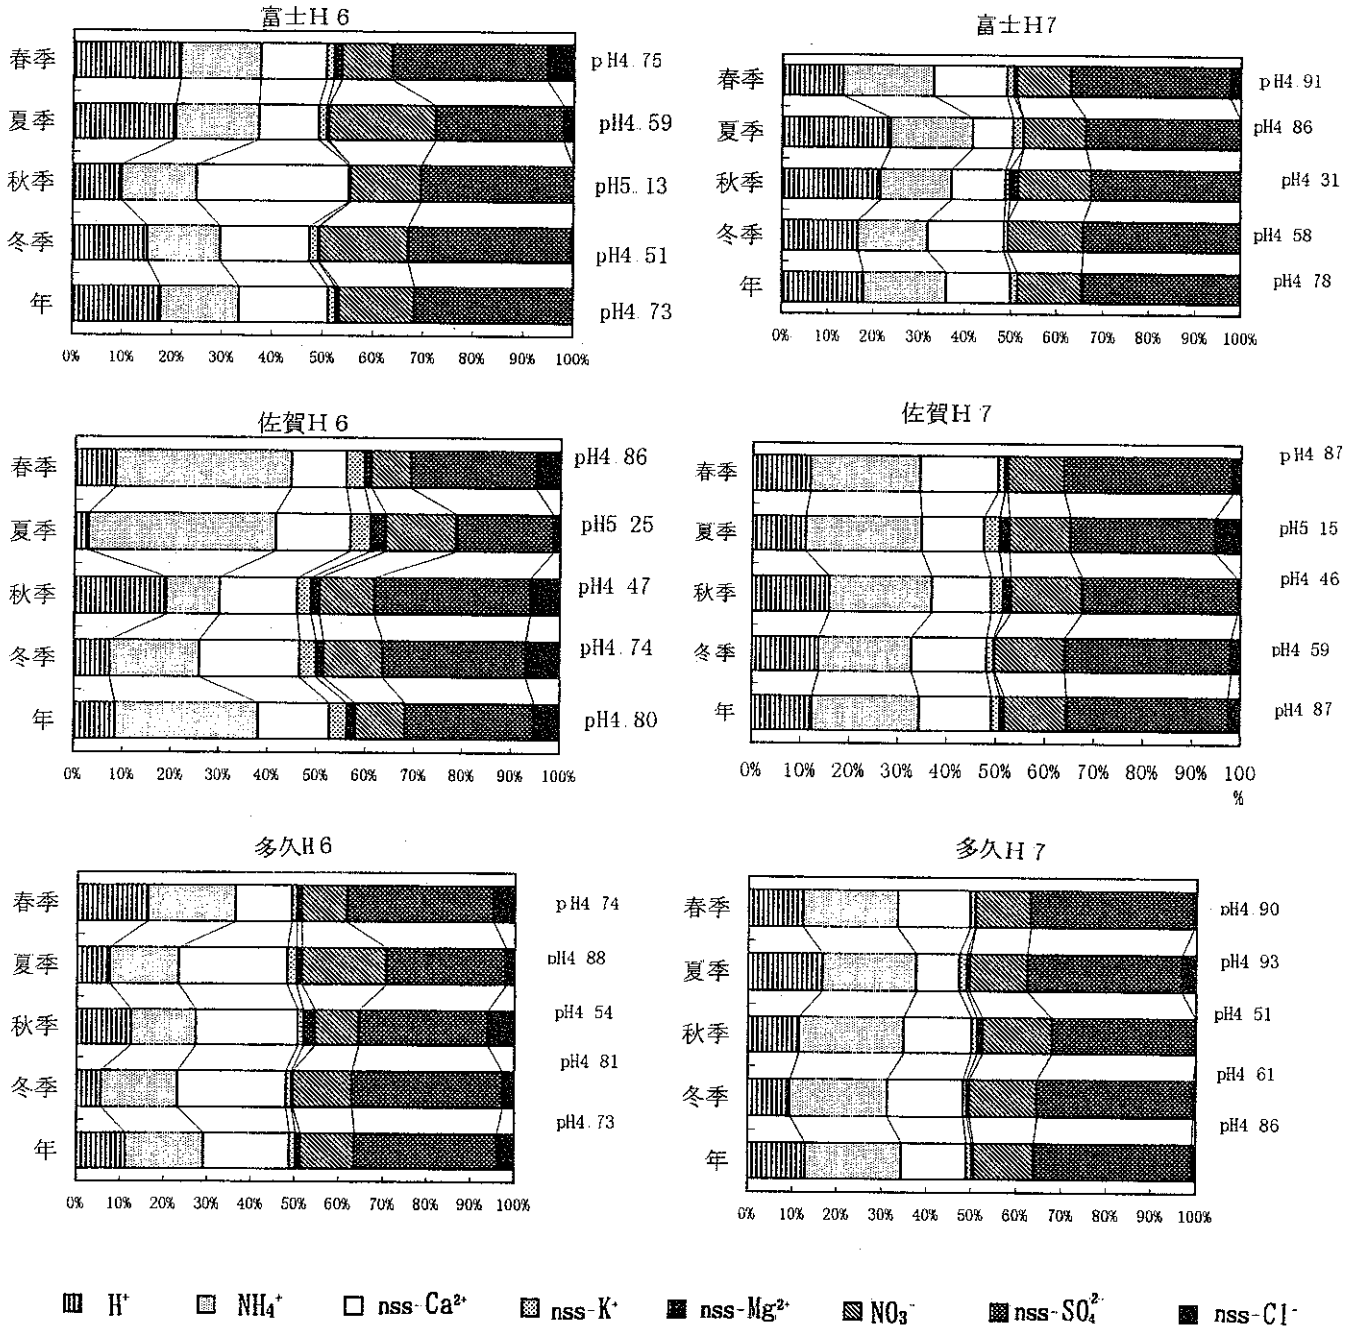 富士H6
春季
pH4.75
夏季
pH4.59
秋季
pH5.13
冬季
pH4.51
年
pH4.73
0% 10% 20% 30% 40% 50% 60% 70% 80% 90% 100%
富士H7
春季
pH4.91
夏季
pH4 86
秋季
pH4 31
冬季
pH4 58
年
pH4 78
0% 10% 20% 30% 40% 50% 60% 70% 80% 90% 100%
佐賀H6
春季
pH4.86
夏季
pH5 25
秋季
pH4 47
冬季
pH4.74
年
pH4.80
0% 10% 20% 30% 40% 50% 60% 70% 80% 90% 100%
佐賀H7
春季
pH4 87
夏季
pH5 15
秋季
pH4 46
冬季
pH4 59
年
pH4 87
0% 10% 20% 30% 40% 50% 60% 70% 80% 90% 100
%
多久H6
春季
pH4 74
夏季
pH4 88
秋季
pH4 54
冬季
pH4 81
年
pH4.73
0% 10% 20% 30% 40% 50% 60% 70% 80% 90% 100%
多久H7
春季
pH4.90
夏季
pH4 93
秋季
pH4 51
冬季
pH4 61
年
pH4 86
0% 10% 20% 30% 40% 50% 60% 70% 80% 90% 100%
H⁺ NH₄⁺ nss-Ca²⁺ nss-K⁺ nss-Mg²⁺ NO₃⁻ nss-SO₄²⁻ nss-Cl⁻